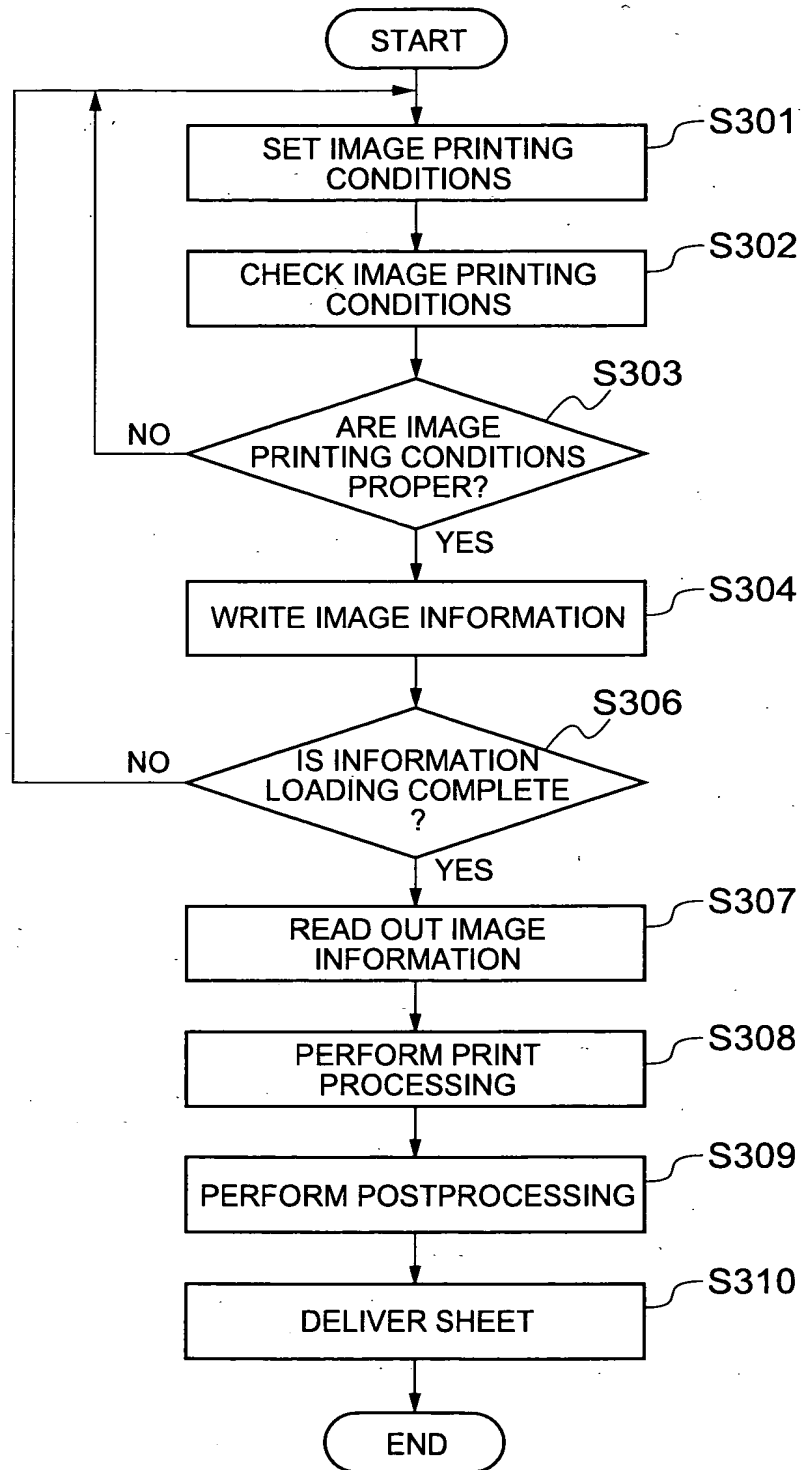 START
S301
SET IMAGE PRINTING
CONDITIONS
S302
CHECK IMAGE PRINTING
CONDITIONS
S303
NO
ARE IMAGE
PRINTING CONDITIONS
PROPER?
YES
S304
WRITE IMAGE INFORMATION
S306
NO
IS INFORMATION
LOADING COMPLETE
?
YES
S307
READ OUT IMAGE
INFORMATION
S308
PERFORM PRINT
PROCESSING
S309
PERFORM POSTPROCESSING
S310
DELIVER SHEET
END